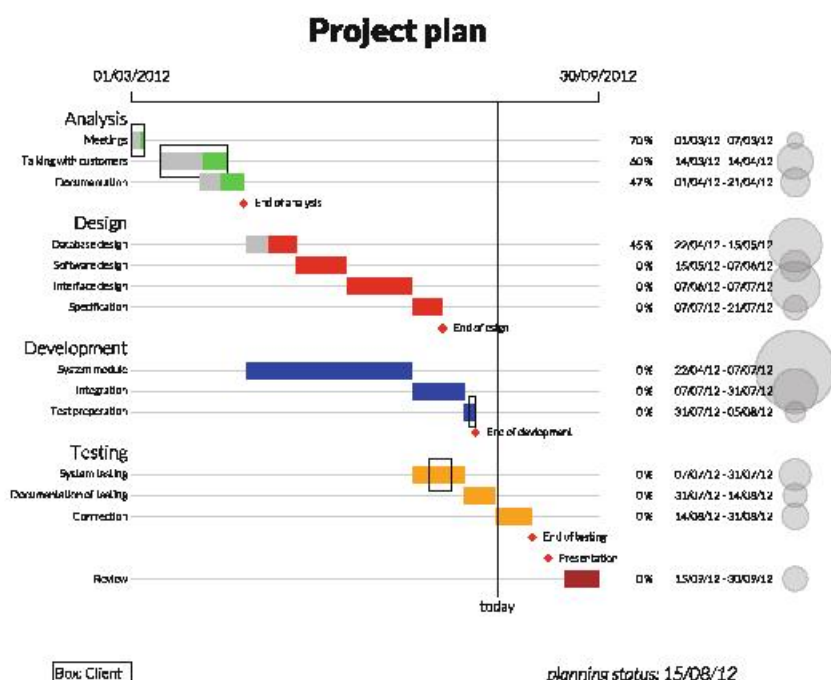 Project plan
01/03/2012 30/09/2012
Analysis
Meetings 70% 01/03/12 - 07/03/12
Talking with customers 60% 14/03/12 - 14/04/12
Documenution 47% 01/04/12 - 21/04/12
End of analysis
Design
Database design 45% 22/04/12 - 15/05/12
Software design 0% 15/05/12 - 07/06/12
Interface design 0% 07/06/12 - 07/07/12
Specification 0% 07/07/12 - 21/07/12
End of esign
Development
System module 0% 22/04/12 - 07/07/12
Integration 0% 07/07/12 - 31/07/12
Test preperation 0% 31/07/12 - 05/08/12
End of development
Testing
System testing 0% 07/07/12 - 31/07/12
Documentation of testing 0% 31/07/12 - 14/08/12
Correction 0% 14/08/12 - 31/08/12
End of testing
Presentation
Review 0% 15/09/12 - 30/09/12
today
Box: Client planning status: 15/08/12